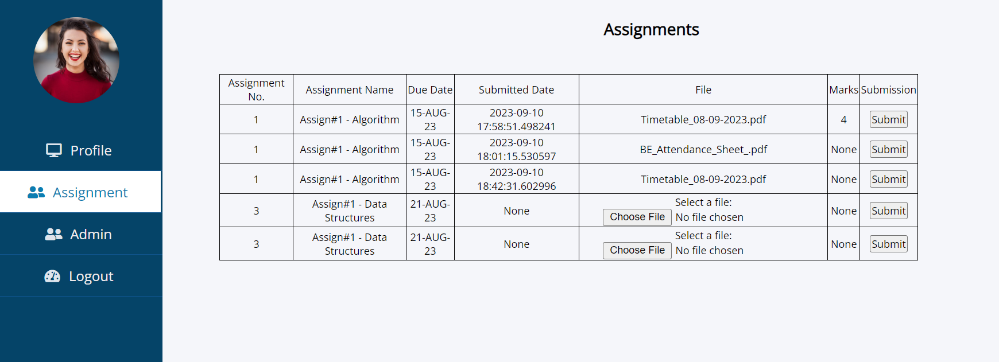 Profile
Assignment
Admin
Logout
Assignments
Assignment
No.
Assignment Name
Due Date
Submitted Date
File
Marks
Submission
1
Assign#1 - Algorithm
15-AUG-
23
2023-09-10
17:58:51.498241
Timetable_08-09-2023.pdf
4
Submit
1
Assign#1 - Algorithm
15-AUG-
23
2023-09-10
18:01:15.530597
BE_Attendance_Sheet_.pdf
None
Submit
1
Assign#1 - Algorithm
15-AUG-
23
2023-09-10
18:42:31.602996
Timetable_08-09-2023.pdf
None
Submit
3
Assign#1 - Data
Structures
21-AUG-
23
None
Select a file:
Choose File No file chosen
None
Submit
3
Assign#1 - Data
Structures
21-AUG-
23
None
Select a file:
Choose File No file chosen
None
Submit